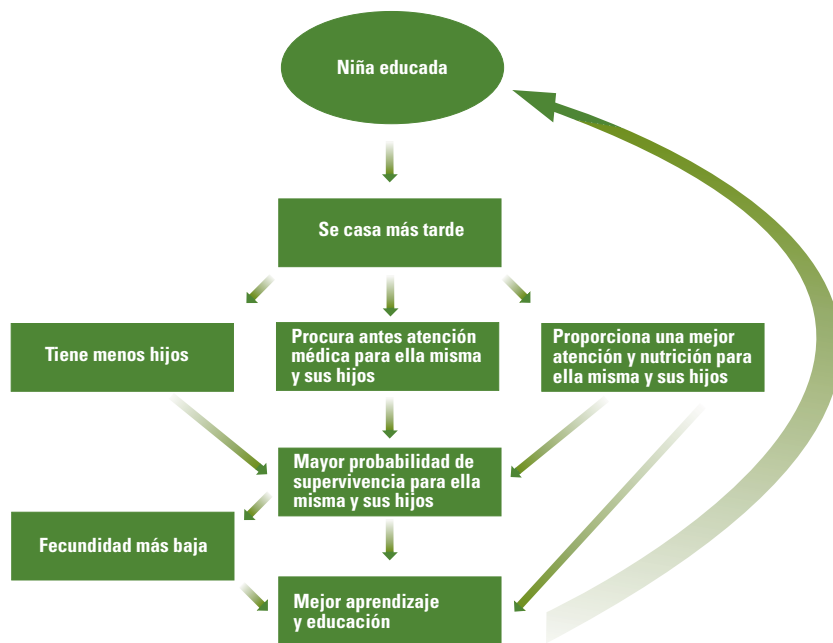 Niña educada
Se casa más tarde
Tiene menos hijos
Procura antes atención
médica para ella misma
y sus hijos
Proporciona una mejor
atención y nutrición para
ella misma y sus hijos
Mayor probabilidad de
supervivencia para ella
misma y sus hijos
Fecundidad más baja
Mejor aprendizaje
y educación